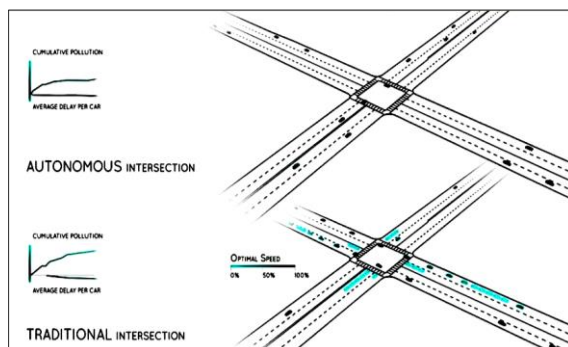 CUMULATIVE POLLUTION
AVERAGE DELAY PER CAR
AUTONOMOUS INTERSECTION
CUMULATIVE POLLUTION
AVERAGE DELAY PER CAR
TRADITIONAL INTERSECTION
OPTIMAL SPEED
0% 50% 100%